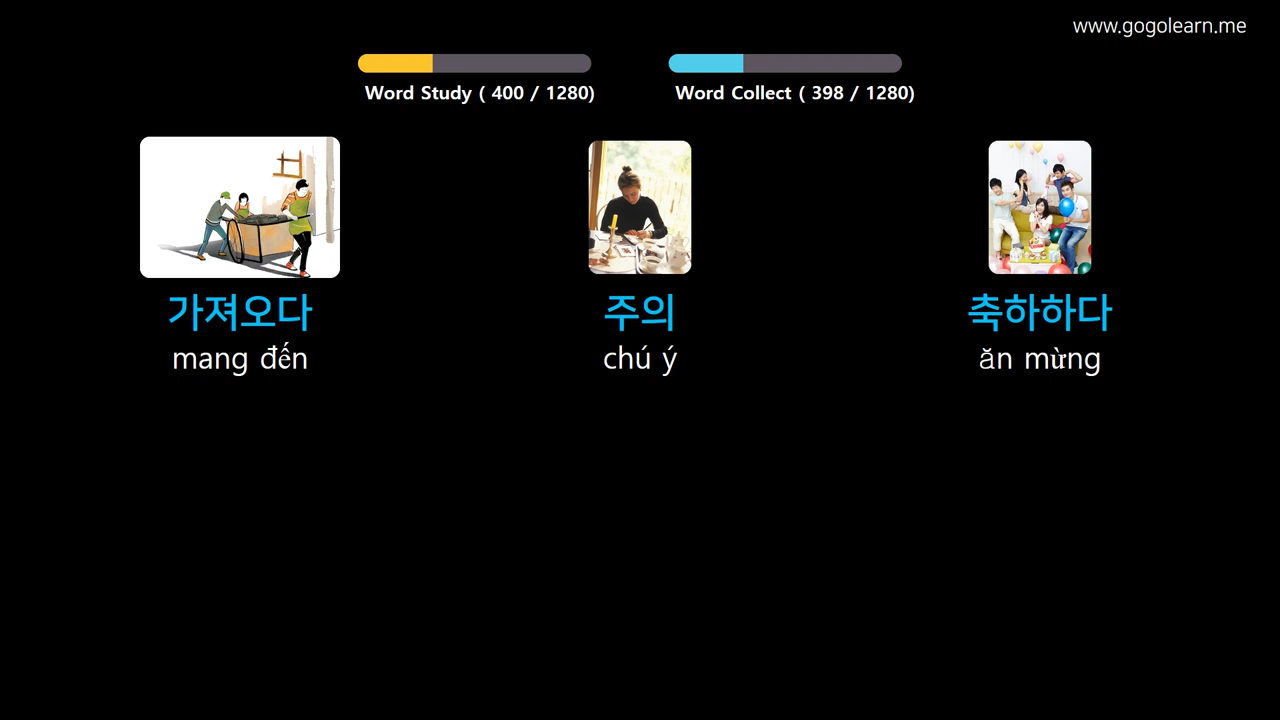 www.gogolearn.me
Word Study ( 400 / 1280)
Word Collect ( 398 / 1280)
가져오다
주의
축하하다
mang đến
chú ý
ăn mừng